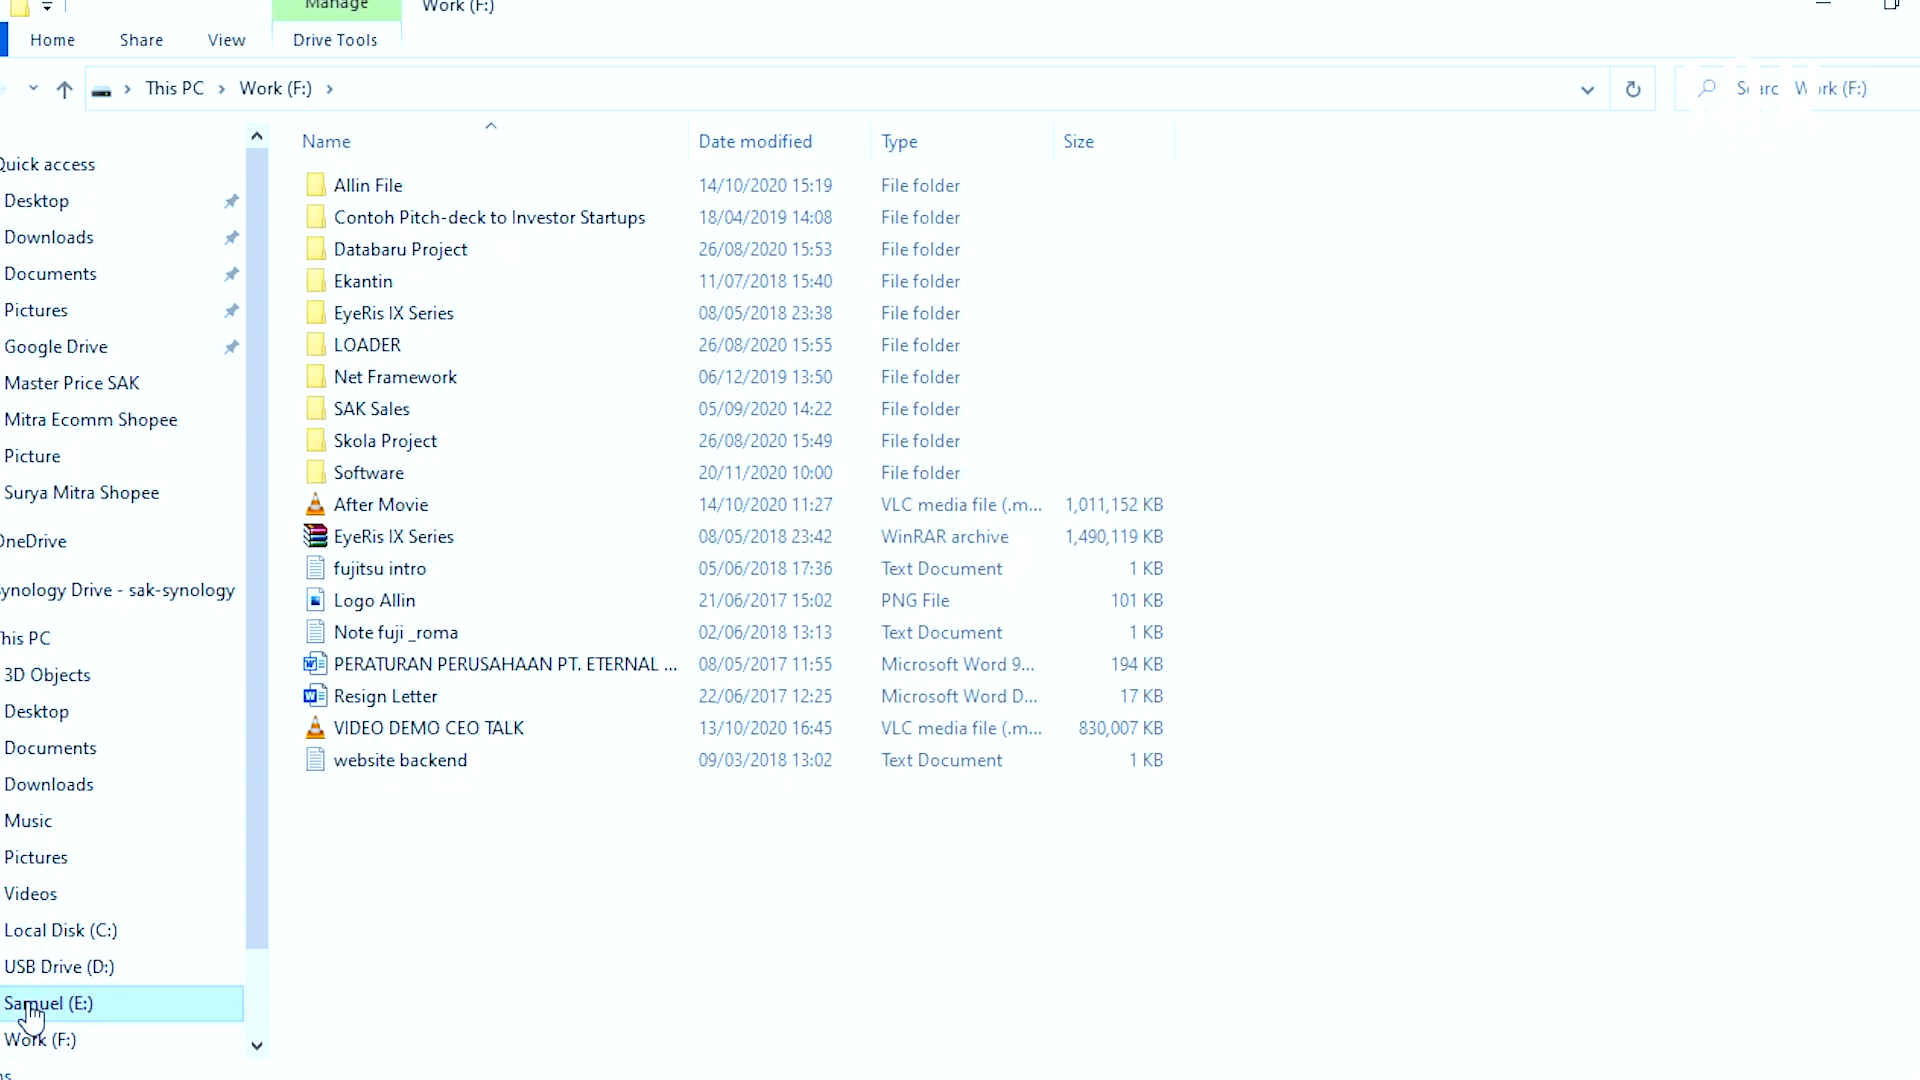 Manage
Work (F:)
Home Share View Drive Tools
This PC Work (F:)
Work (F:)
Name Date modified Type Size
Quick access
Desktop
Downloads
Documents
Pictures
Google Drive
Master Price SAK
Mitra Ecomm Shopee
Picture
Surya Mitra Shopee
OneDrive
Synology Drive - sak-synology
This PC
3D Objects
Desktop
Documents
Downloads
Music
Pictures
Videos
Local Disk (C:)
USB Drive (D:)
Samuel (E:)
Work (F:)
Allin File 14/10/2020 15:19 File folder
Contoh Pitch-deck to Investor Startups 18/04/2019 14:08 File folder
Databaru Project 26/08/2020 15:53 File folder
Ekantin 11/07/2018 15:40 File folder
EyeRis IX Series 08/05/2018 23:38 File folder
LOADER 26/08/2020 15:55 File folder
Net Framework 06/12/2019 13:50 File folder
SAK Sales 05/09/2020 14:22 File folder
Skola Project 26/08/2020 15:49 File folder
Software 20/11/2020 10:00 File folder
After Movie 14/10/2020 11:27 VLC media file (.m... 1,011,152 KB
EyeRis IX Series 08/05/2018 23:42 WinRAR archive 1,490,119 KB
fujitsu intro 05/06/2018 17:36 Text Document 1 KB
Logo Allin 21/06/2017 15:02 PNG File 101 KB
Note fuji _roma 02/06/2018 13:13 Text Document 1 KB
PERATURAN PERUSAHAAN PT. ETERNAL ... 08/05/2017 11:55 Microsoft Word 9... 194 KB
Resign Letter 22/06/2017 12:25 Microsoft Word D... 17 KB
VIDEO DEMO CEO TALK 13/10/2020 16:45 VLC media file (.m... 830,007 KB
website backend 09/03/2018 13:02 Text Document 1 KB